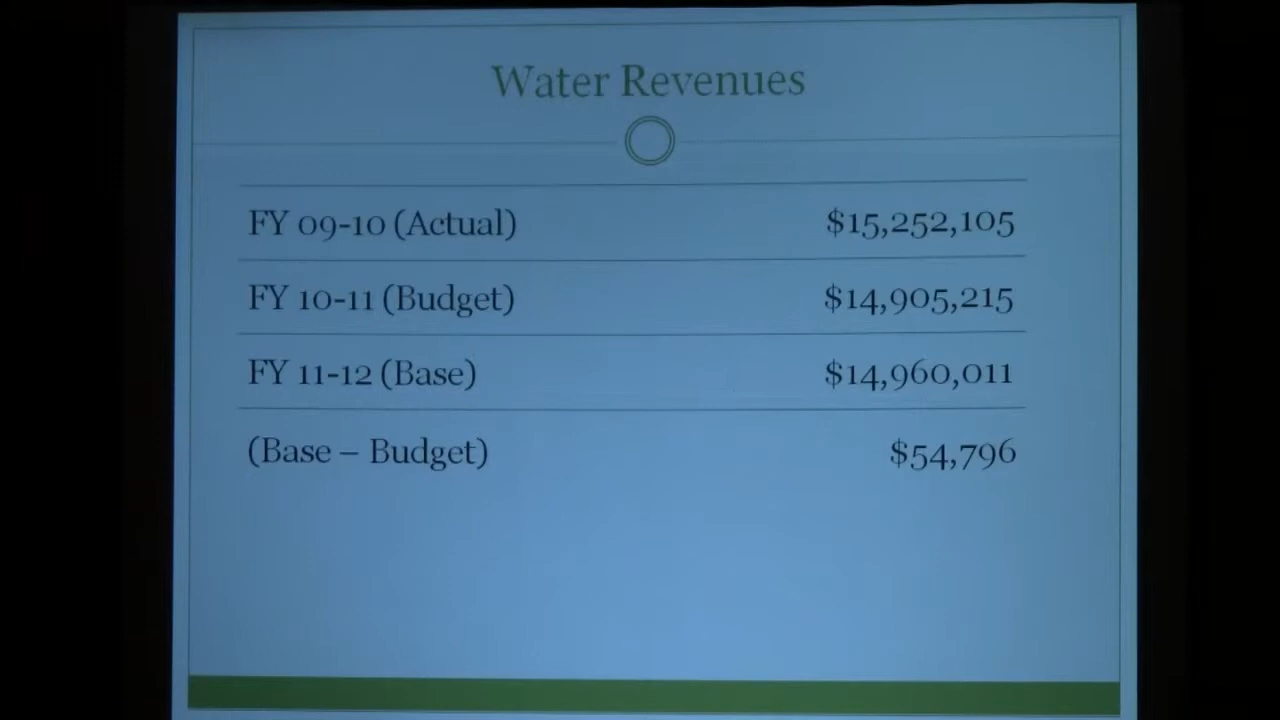 Water Revenues
FY 09-10 (Actual) $15,252,105
FY 10-11 (Budget) $14,905,215
FY 11-12 (Base) $14,960,011
(Base – Budget) $54,796